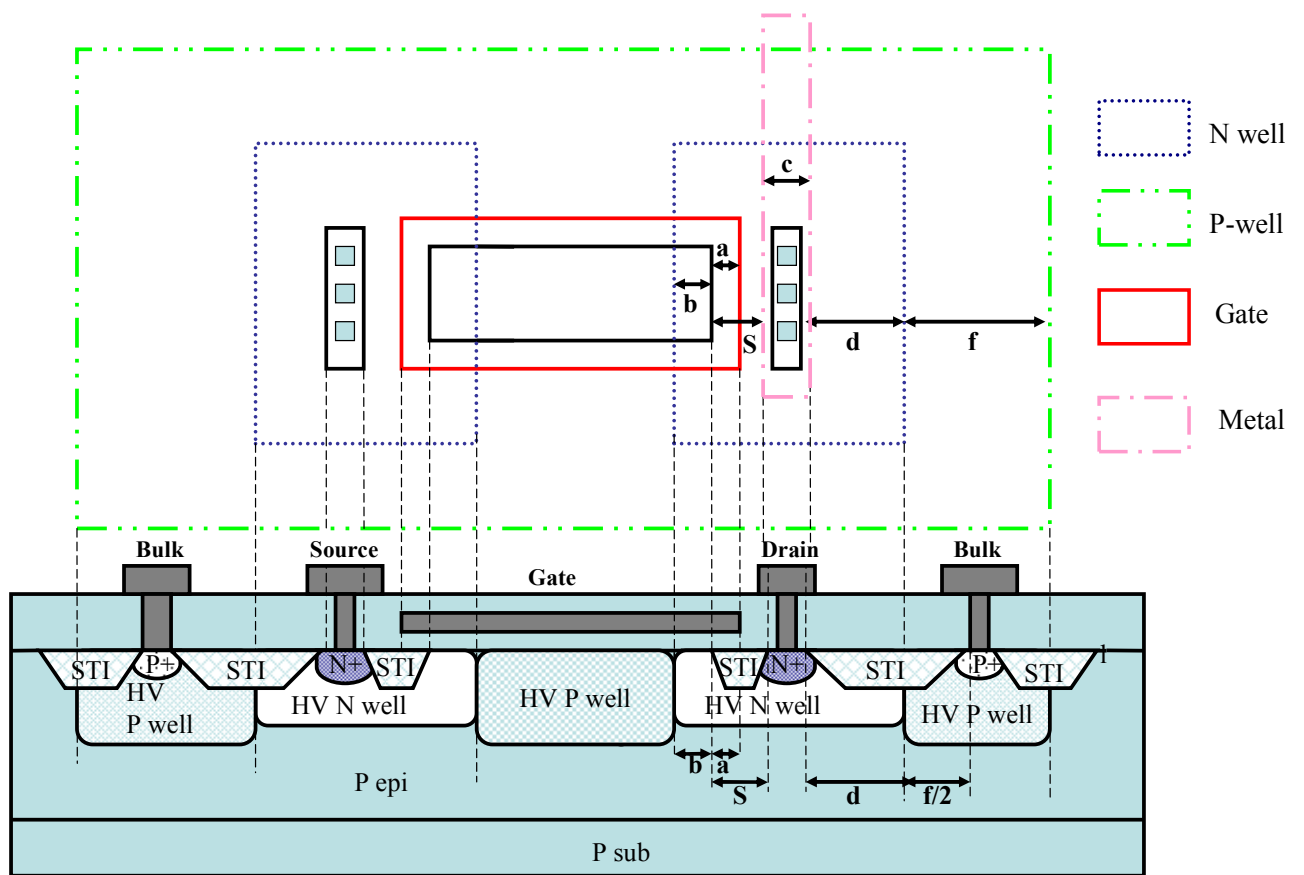 c
N well
P-well
a
b
S
d
f
Gate
Metal
Bulk
Source
Gate
Drain
Bulk
STI
P+
STI
N+
STI
STI
N+
STI
P+
STI
1
HV
P well
HV N well
HV P well
HV N well
HV P well
b
a
S
d
f/2
P epi
P sub